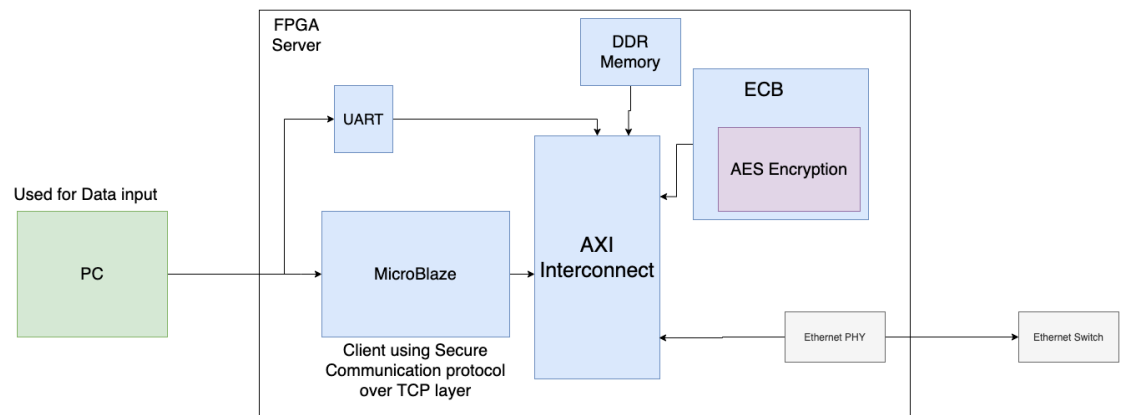 FPGA
Server
DDR
Memory
ECB
UART
AES Encryption
Used for Data input
PC
MicroBlaze
AXI
Interconnect
Client using Secure
Communication protocol
over TCP layer
Ethernet PHY
Ethernet Switch